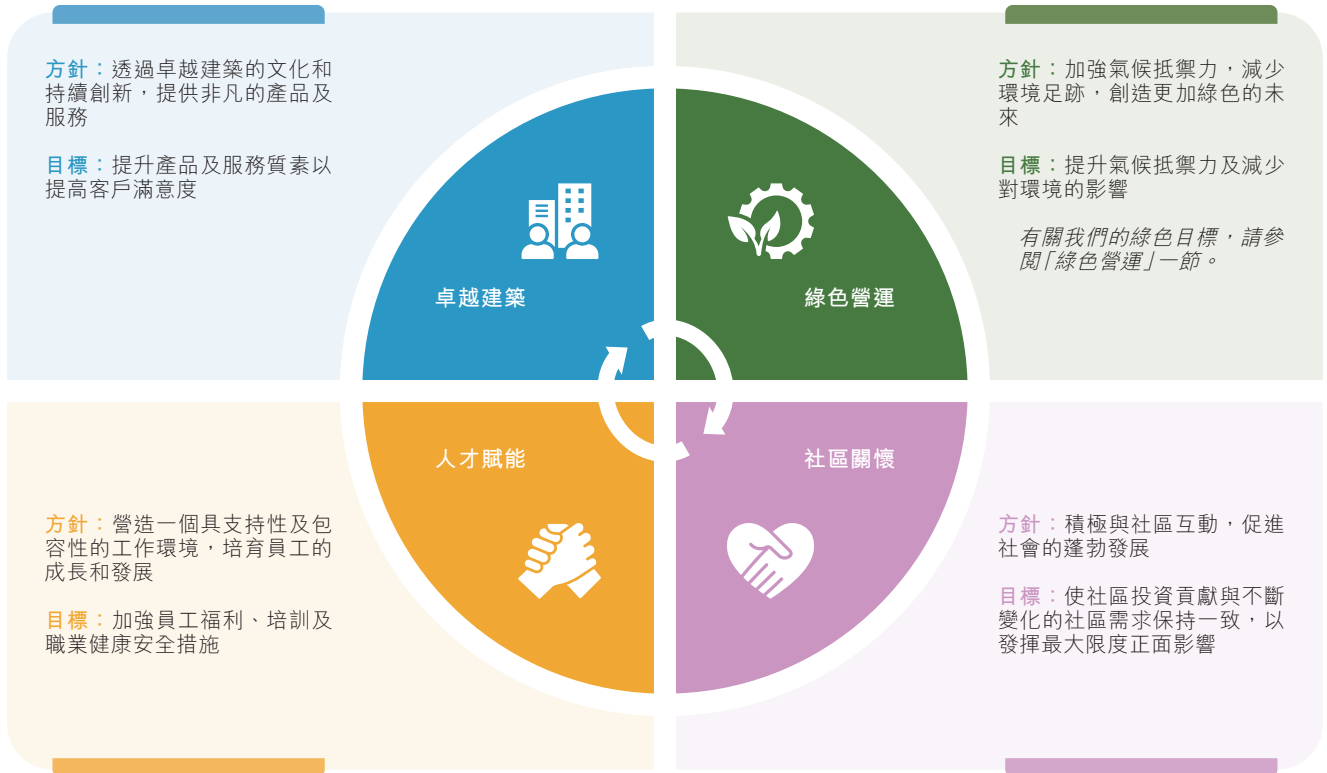 方針：透過卓越建築的文化和
持續創新，提供非凡的產品及
服務
目標：提升產品及服務質素以
提高客戶滿意度
卓越建築
方針：加強氣候抵禦力，減少
環境足跡，創造更加綠色的未
來
目標：提升氣候抵禦力及減少
對環境的影響
有關我們的綠色目標，請參
閱「綠色營運」一節。
綠色營運
人才賦能
方針：營造一個具支持性及包
容性的工作環境，培育員工的
成長和發展
目標：加強員工福利、培訓及
職業健康安全措施
社區關懷
方針：積極與社區互動，促進
社會的蓬勃發展
目標：使社區投資貢獻與不斷
變化的社區需求保持一致，以
發揮最大限度正面影響